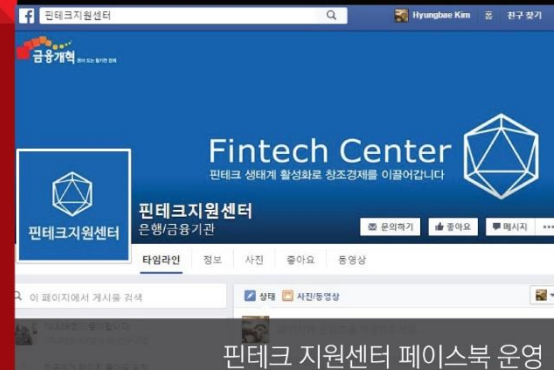 핀테크지원센터
Hyungbae Kim 홈 친구 찾기
금융개혁
Fintech Center
핀테크 생태계 활성화로 창조경제를 이끌어갑니다
핀테크지원센터
핀테크지원센터
은행/금융기관
문의하기 좋아요 메시지 •••
타임라인 정보 사진 좋아요 동영상
이 페이지에서 게시물 검색
상태 사진/동영상
핀테크 지원센터 페이스북 운영